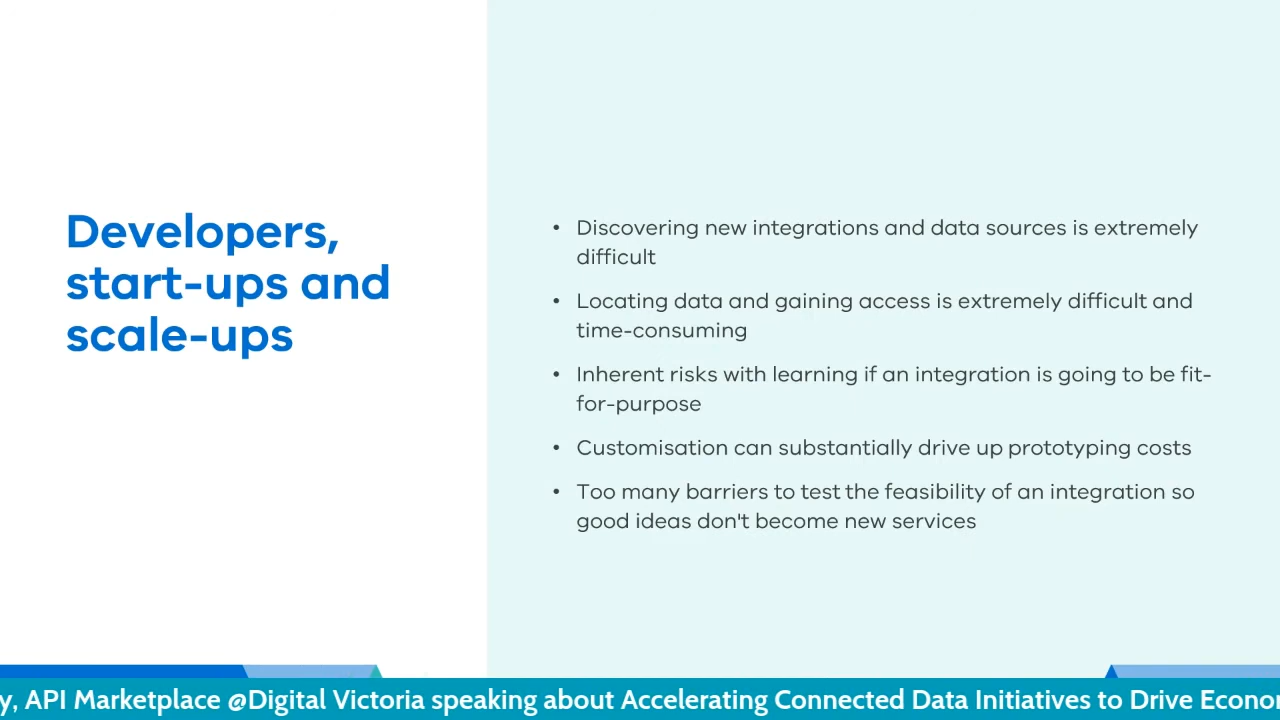 Developers,
start-ups and
scale-ups
• Discovering new integrations and data sources is extremely
difficult
• Locating data and gaining access is extremely difficult and
time-consuming
• Inherent risks with learning if an integration is going to be fit-
for-purpose
• Customisation can substantially drive up prototyping costs
• Too many barriers to test the feasibility of an integration so
good ideas don't become new services
y, API Marketplace @Digital Victoria speaking about Accelerating Connected Data Initiatives to Drive Econo